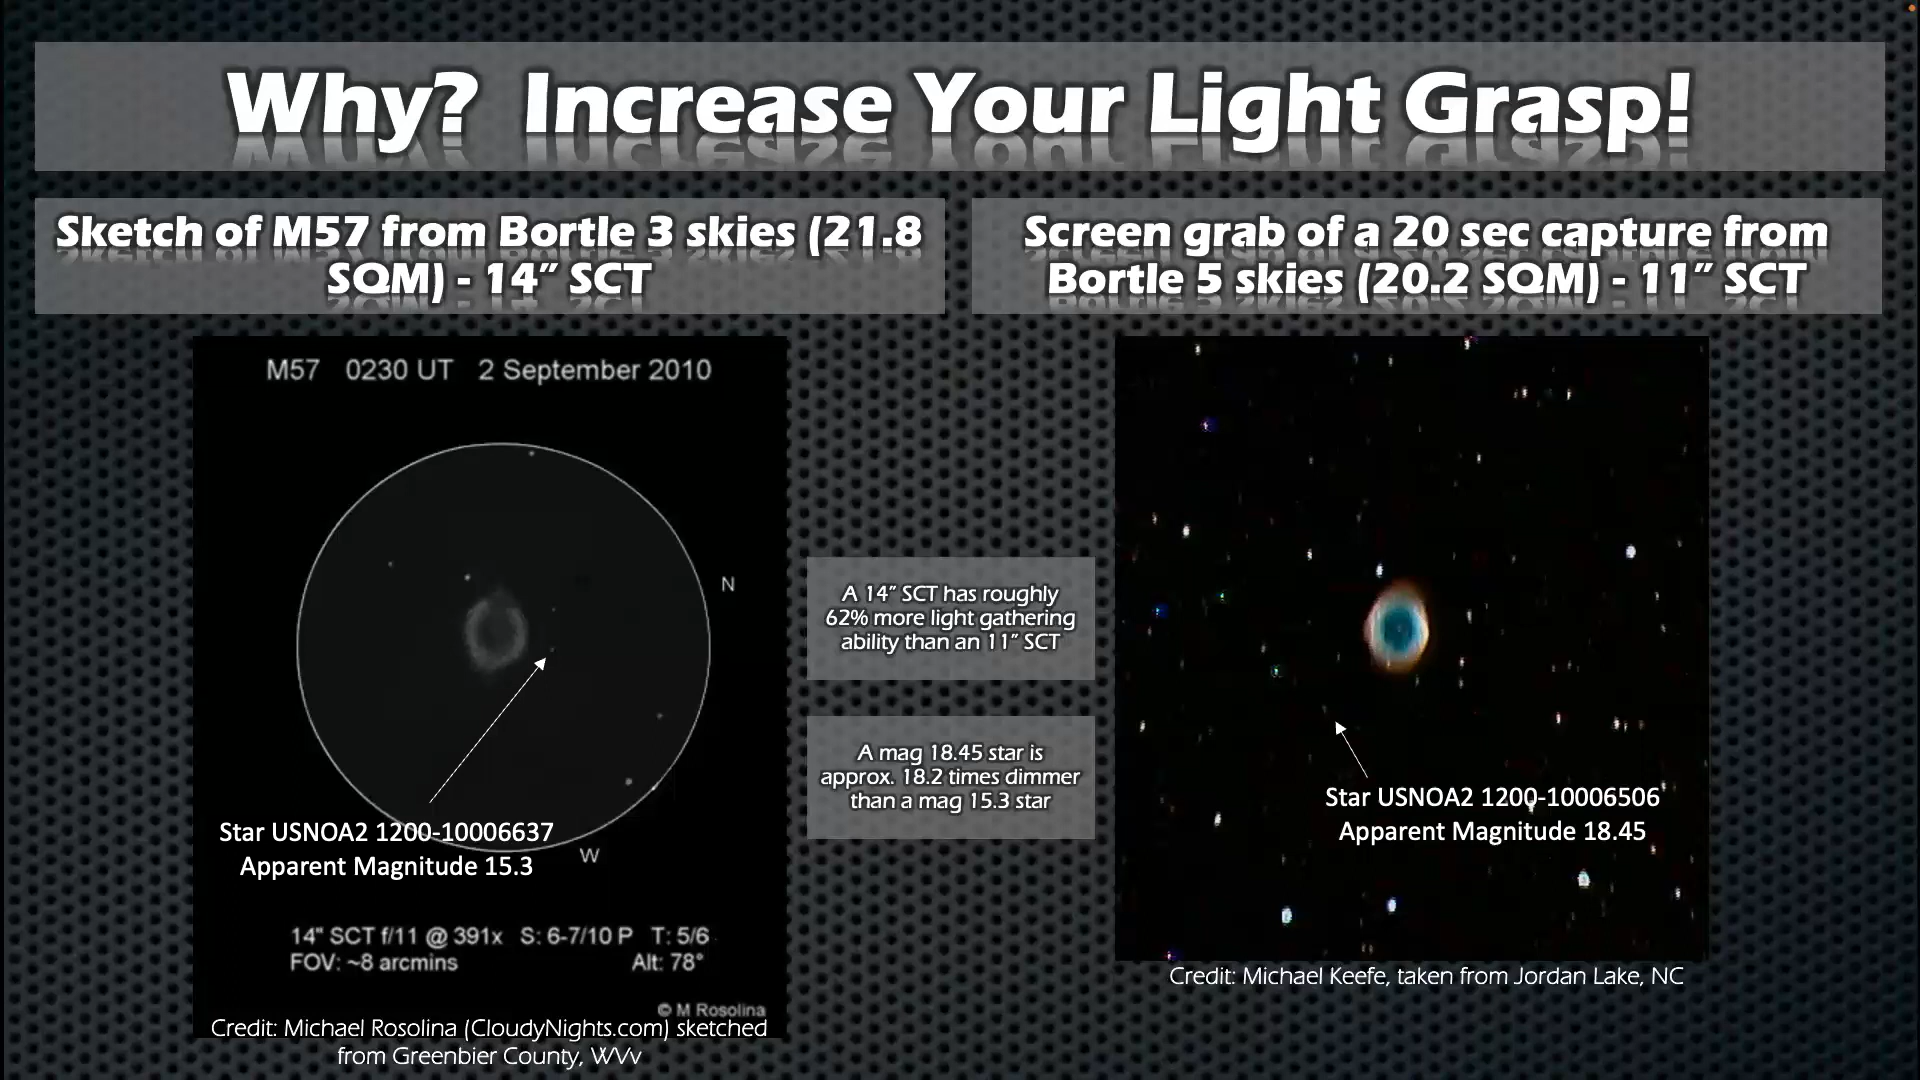 Why? Increase Your Light Grasp!
Sketch of M57 from Bortle 3 skies (21.8
SQM) - 14” SCT
Screen grab of a 20 sec capture from
Bortle 5 skies (20.2 SQM) - 11” SCT
M57 0230 UT 2 September 2010
N
W
Star USNOA2 1200-10006637
Apparent Magnitude 15.3
14" SCT f/11 @ 391x S: 6-7/10 P T: 5/6
FOV: ~8 arcmins Alt: 78°
© M Rosolina
Credit: Michael Rosolina (CloudyNights.com) sketched
from Greenbier County, WVv
A 14” SCT has roughly
62% more light gathering
ability than an 11” SCT
A mag 18.45 star is
approx. 18.2 times dimmer
than a mag 15.3 star
Star USNOA2 1200-10006506
Apparent Magnitude 18.45
Credit: Michael Keefe, taken from Jordan Lake, NC